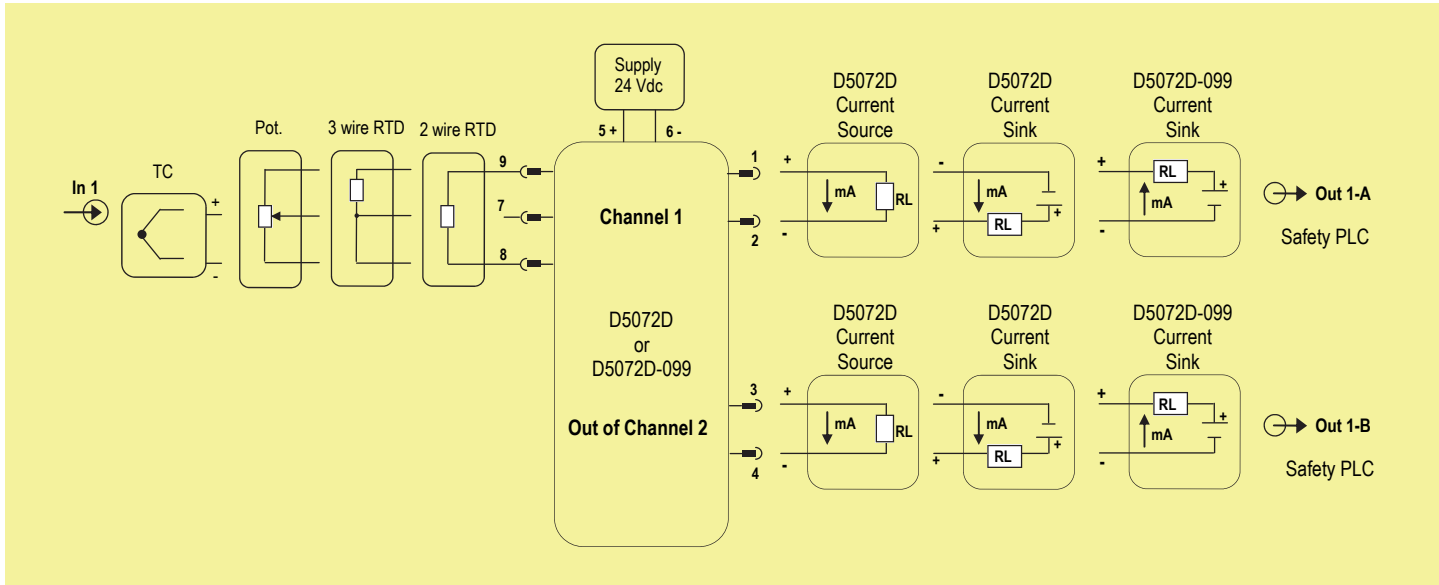 Supply
24 Vdc
5 +
6 -
In 1
TC
+
-
Pot.
3 wire RTD
2 wire RTD
9
7
8
Channel 1
D5072D
or
D5072D-099
Out of Channel 2
1
2
D5072D
Current
Source
+
mA
RL
-
D5072D
Current
Sink
-
mA
+
RL
+
D5072D-099
Current
Sink
+
RL
+
mA
-
Out 1-A
Safety PLC
3
4
D5072D
Current
Source
+
mA
RL
-
D5072D
Current
Sink
-
mA
+
RL
+
D5072D-099
Current
Sink
+
RL
+
mA
-
Out 1-B
Safety PLC